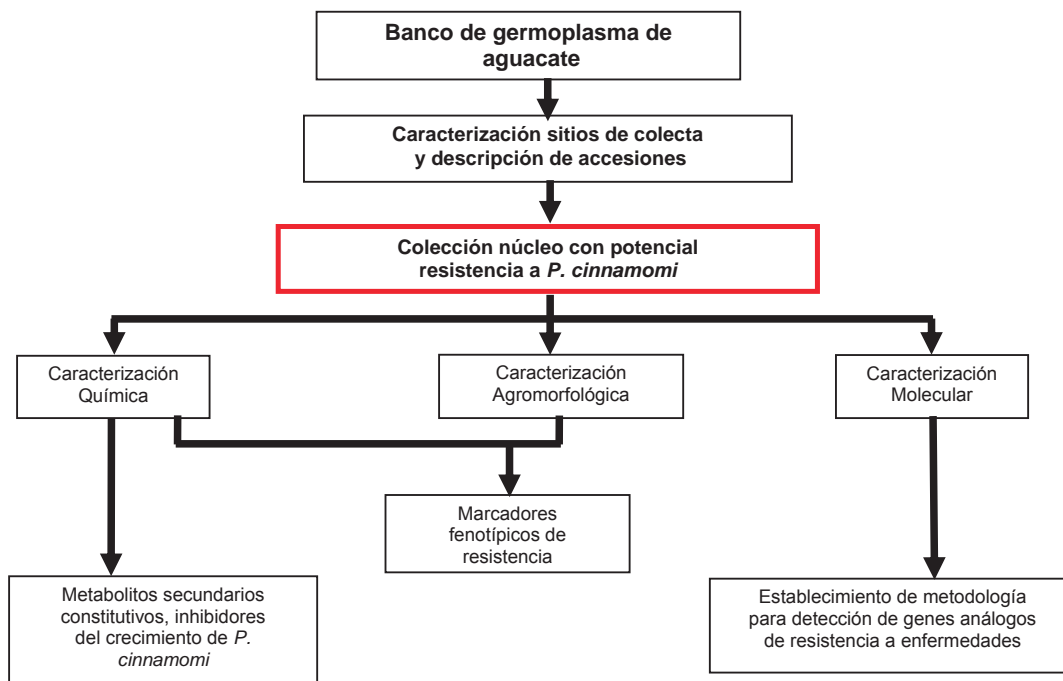 Banco de germoplasma de
aguacate
Caracterización sitios de colecta
y descripción de accesiones
Colección núcleo con potencial
resistencia a P. cinnamomi
Caracterización
Química
Caracterización
Agromorfológica
Caracterización
Molecular
Marcadores
fenotípicos de
resistencia
Metabolitos secundarios
constitutivos, inhibidores
del crecimiento de P.
cinnamomi
Establecimiento de metodología
para detección de genes análogos
de resistencia a enfermedades